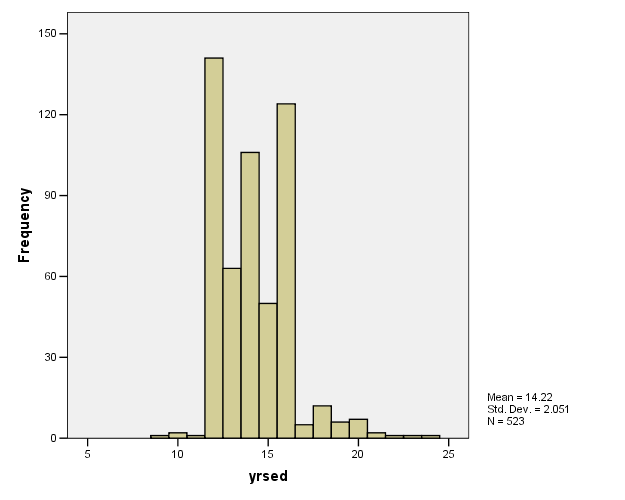 150
120
90
60
30
0
Frequency
5 10 15 20 25
yrsed
Mean = 14.22
Std. Dev. = 2.051
N = 523